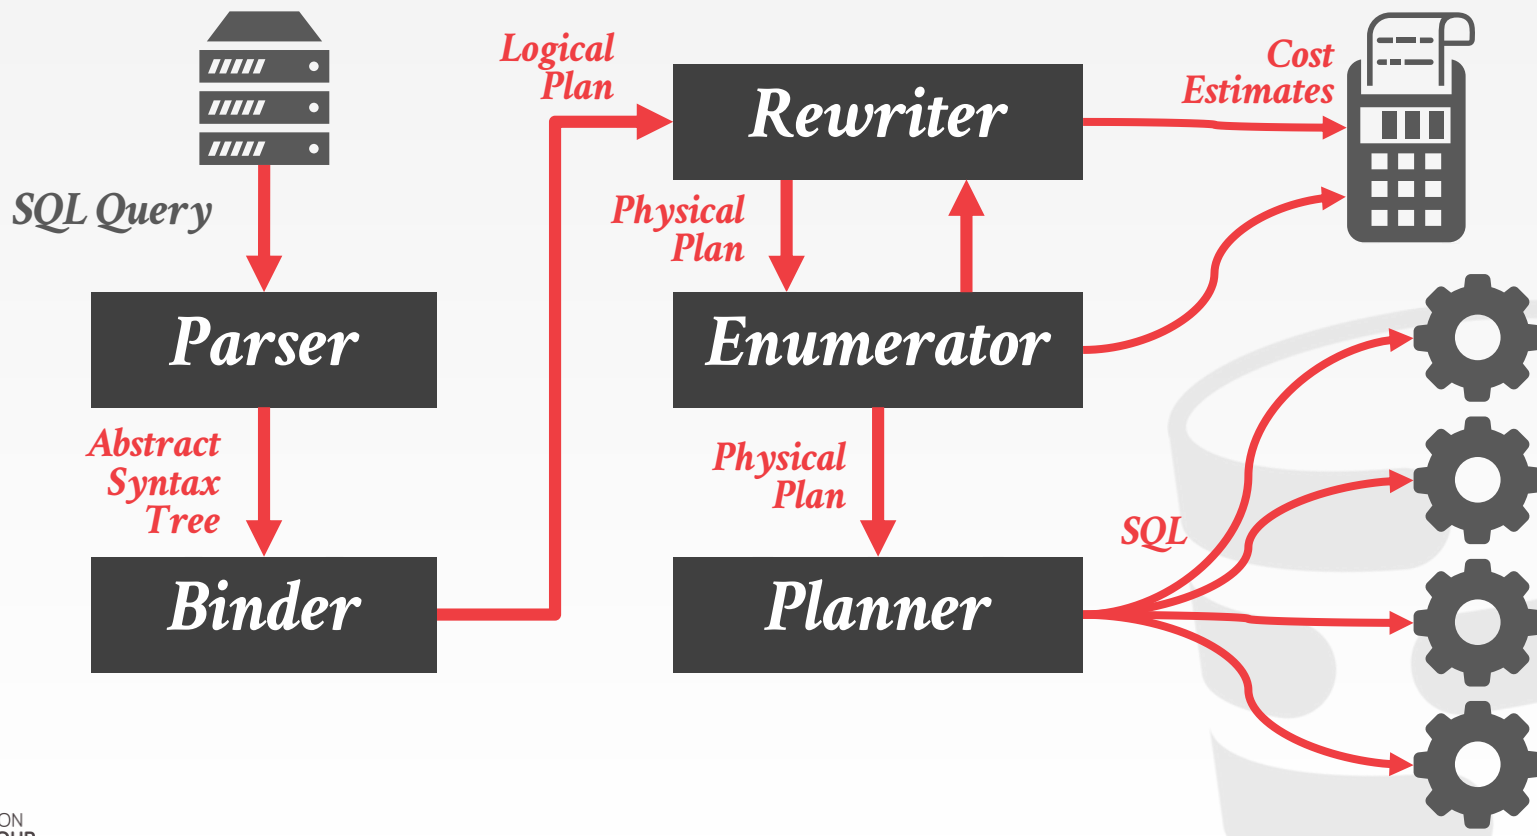 SQL Query
Parser
Abstract
Syntax
Tree
Binder
Logical
Plan
Rewriter
Cost
Estimates
Physical
Plan
Enumerator
Physical
Plan
Planner
SQL
ON